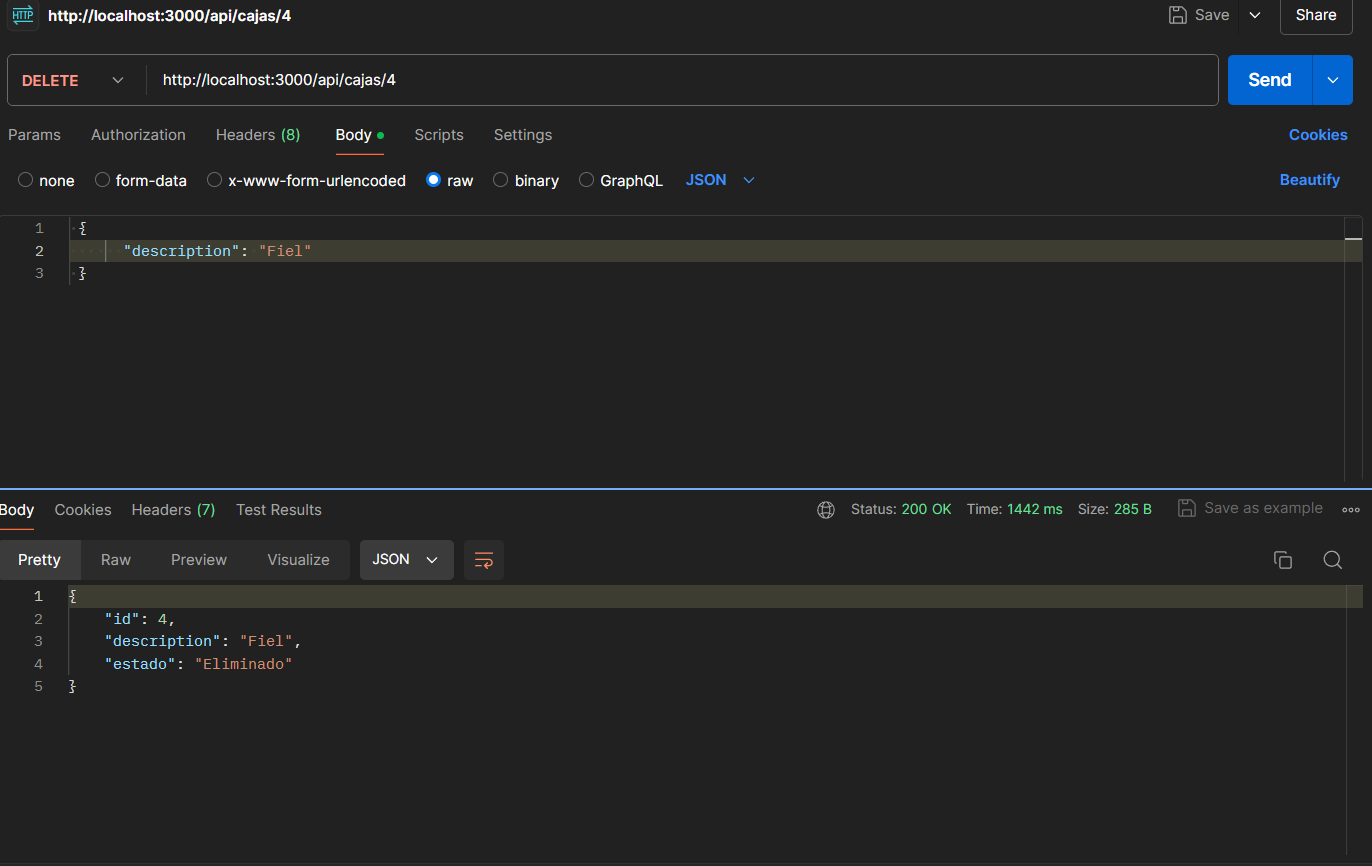 HTTP http://localhost:3000/api/cajas/4 Save Share
DELETE http://localhost:3000/api/cajas/4 Send
Params Authorization Headers (8) Body Scripts Settings Cookies
none form-data x-www-form-urlencoded raw binary GraphQL JSON Beautify
1 {
2 "description": "Fiel"
3 }
Body Cookies Headers (7) Test Results Status: 200 OK Time: 1442 ms Size: 285 B Save as example
Pretty Raw Preview Visualize JSON
1 {
2 "id": 4,
3 "description": "Fiel",
4 "estado": "Eliminado"
5 }